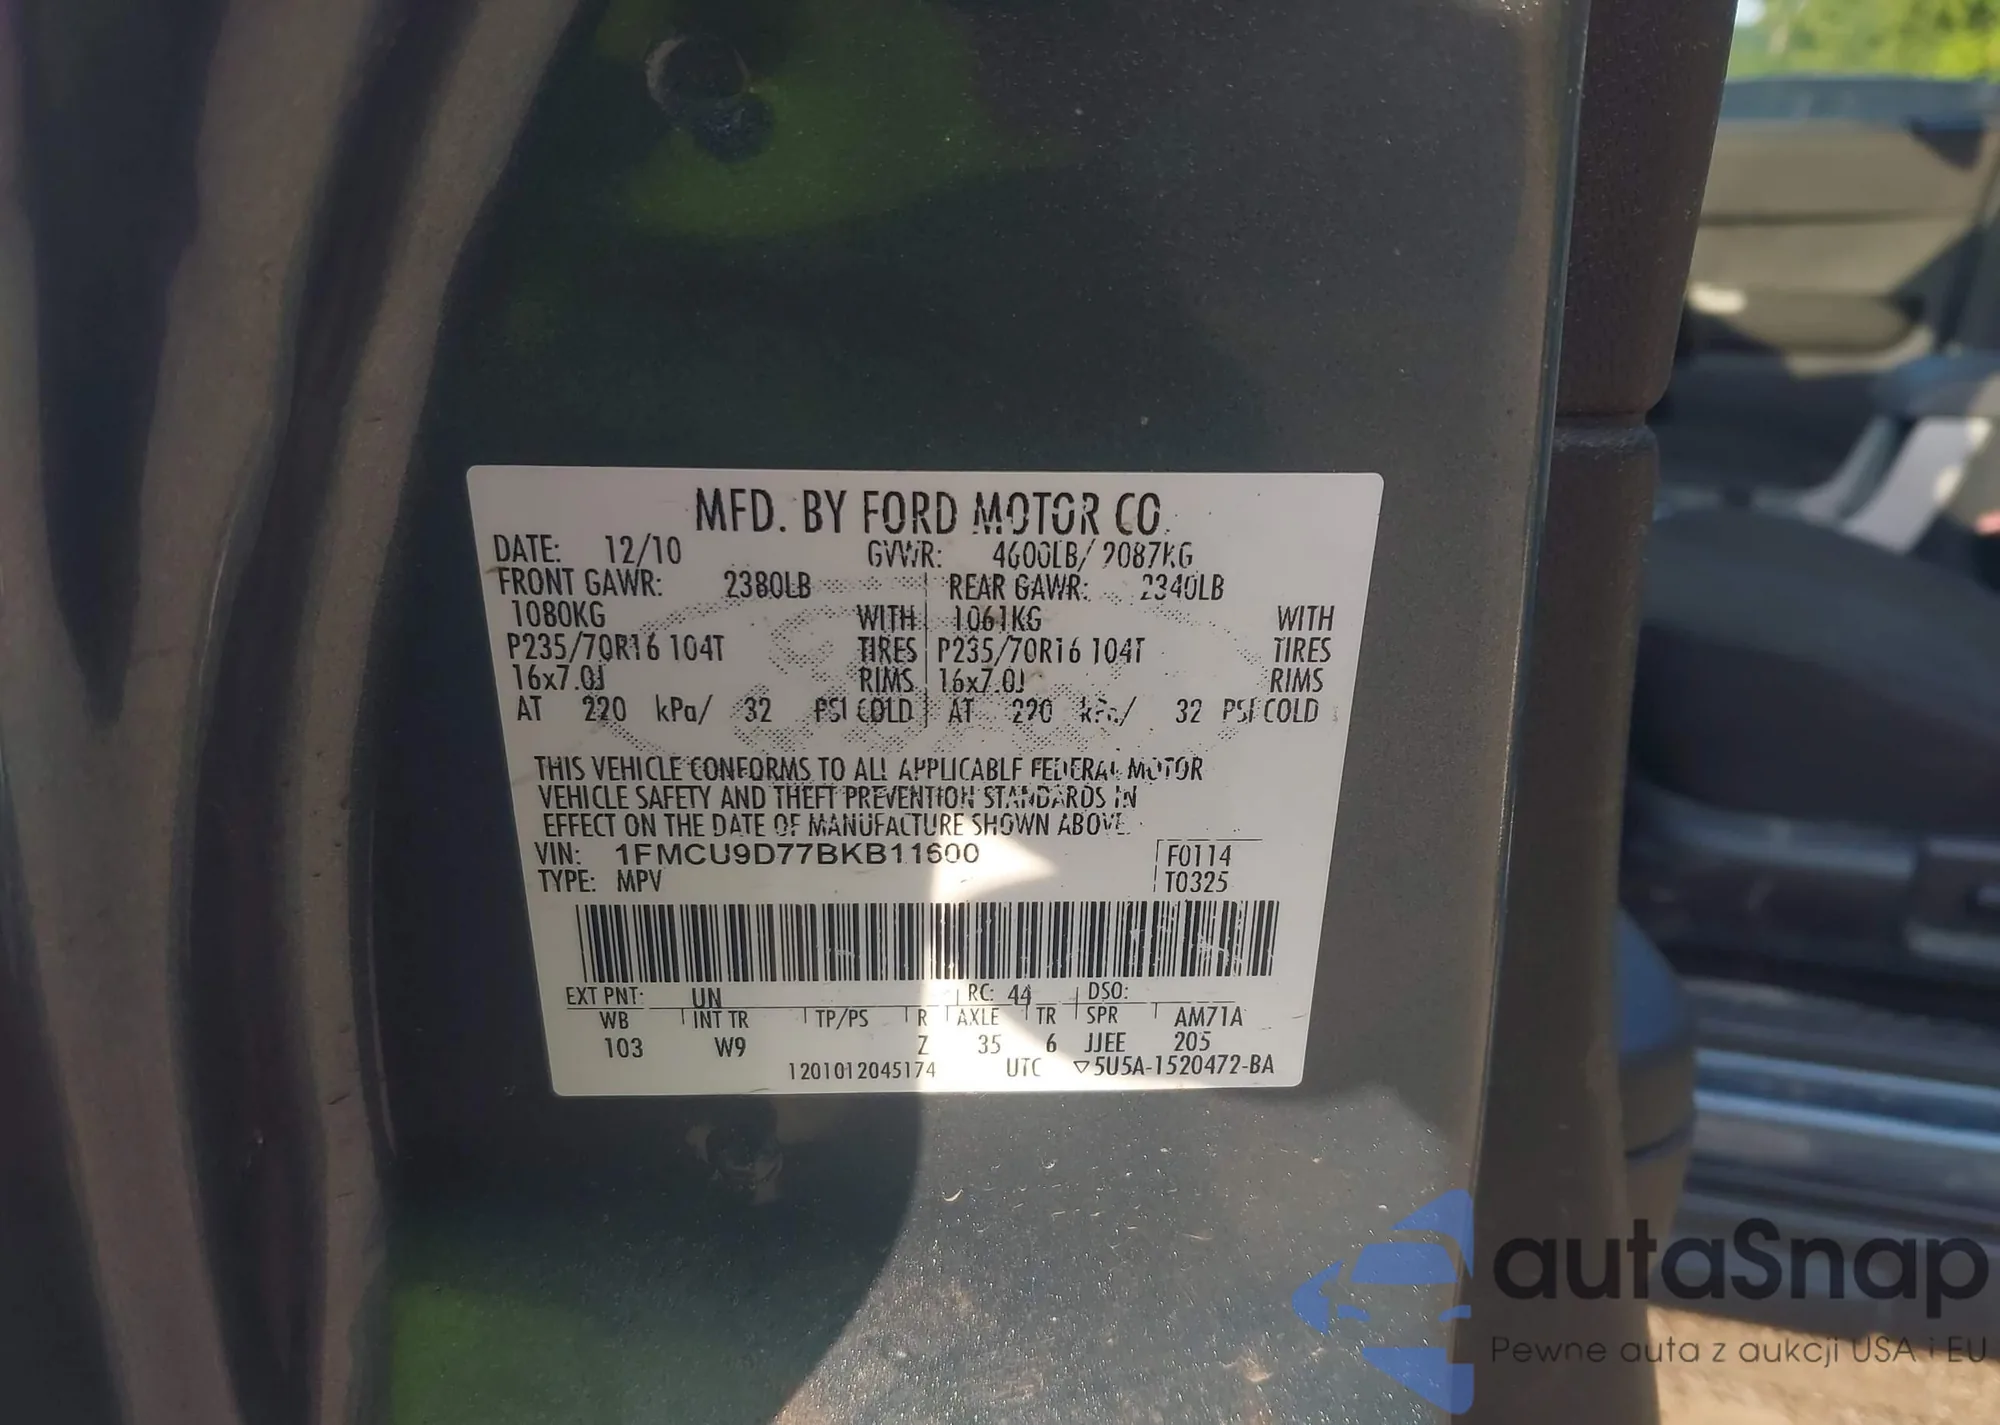 MFD. BY FORD MOTOR CO.
DATE: 12/10 GVWR: 4600LB/ 2087KG
FRONT GAWR: 2380LB REAR GAWR: 2340LB
1080KG WITH 1061KG WITH
P235/70R16 104T TIRES P235/70R16 104T TIRES
16x7.0J RIMS 16x7.0J RIMS
AT 220 kPa/ 32 PSI COLD AT 220 kPa/ 32 PSI COLD
THIS VEHICLE CONFORMS TO ALL APPLICABLE FEDERAL MOTOR
VEHICLE SAFETY AND THEFT PREVENTION STANDARDS IN
EFFECT ON THE DATE OF MANUFACTURE SHOWN ABOVE.
VIN: 1FMCU9D77BKB11600 F0114
TYPE: MPV T0325
EXT PNT: UN RC: 44 DSO:
WB INT TR TP/PS R AXLE TR SPR AM71A
103 W9 Z 35 6 JJEE 205
1201012045174 UTC ▽5U5A-1520472-BA
autaSnap
Pewne auta z aukcji USA i EU